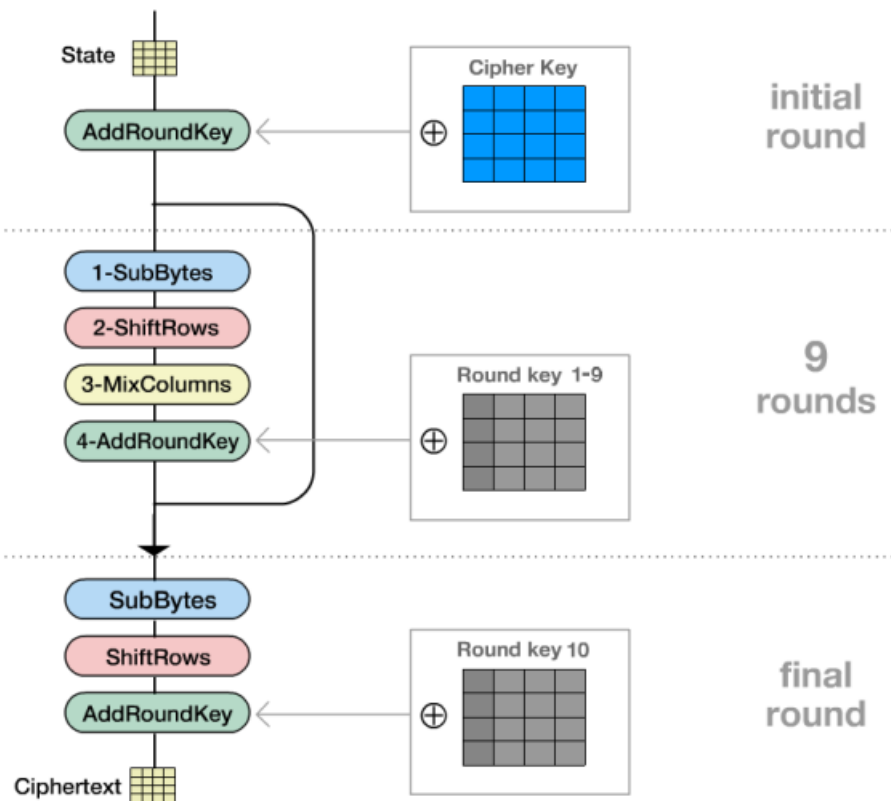 State
Cipher Key
AddRoundKey
initial
round
1-SubBytes
2-ShiftRows
3-MixColumns
4-AddRoundKey
Round key 1-9
9
rounds
SubBytes
ShiftRows
AddRoundKey
Round key 10
final
round
Ciphertext